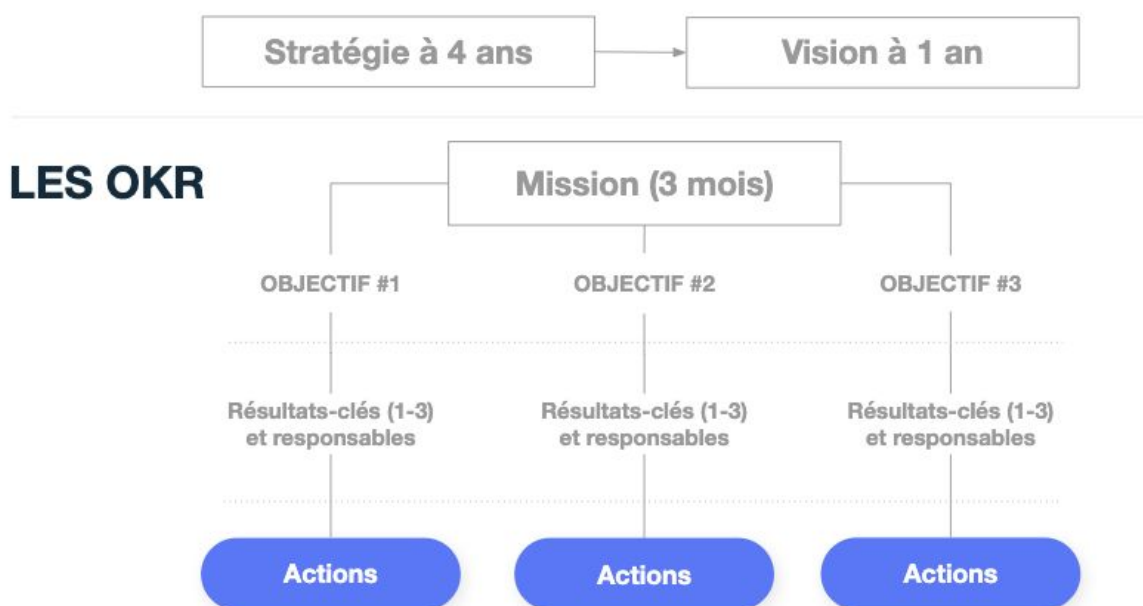 Stratégie à 4 ans
Vision à 1 an
LES OKR
Mission (3 mois)
OBJECTIF #1
OBJECTIF #2
OBJECTIF #3
Résultats-clés (1-3)
et responsables
Résultats-clés (1-3)
et responsables
Résultats-clés (1-3)
et responsables
Actions
Actions
Actions